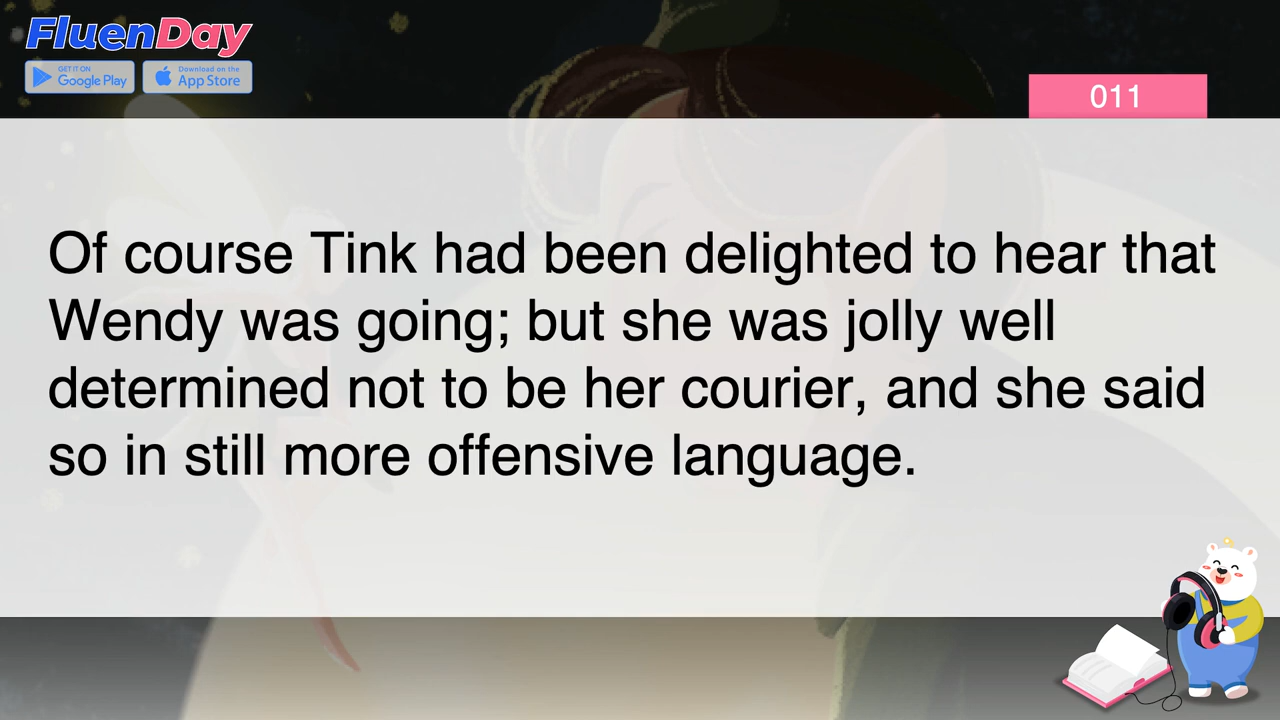 FluenDay
GET IT ON
Google Play
Download on the
App Store
011
Of course Tink had been delighted to hear that
Wendy was going; but she was jolly well
determined not to be her courier, and she said
so in still more offensive language.